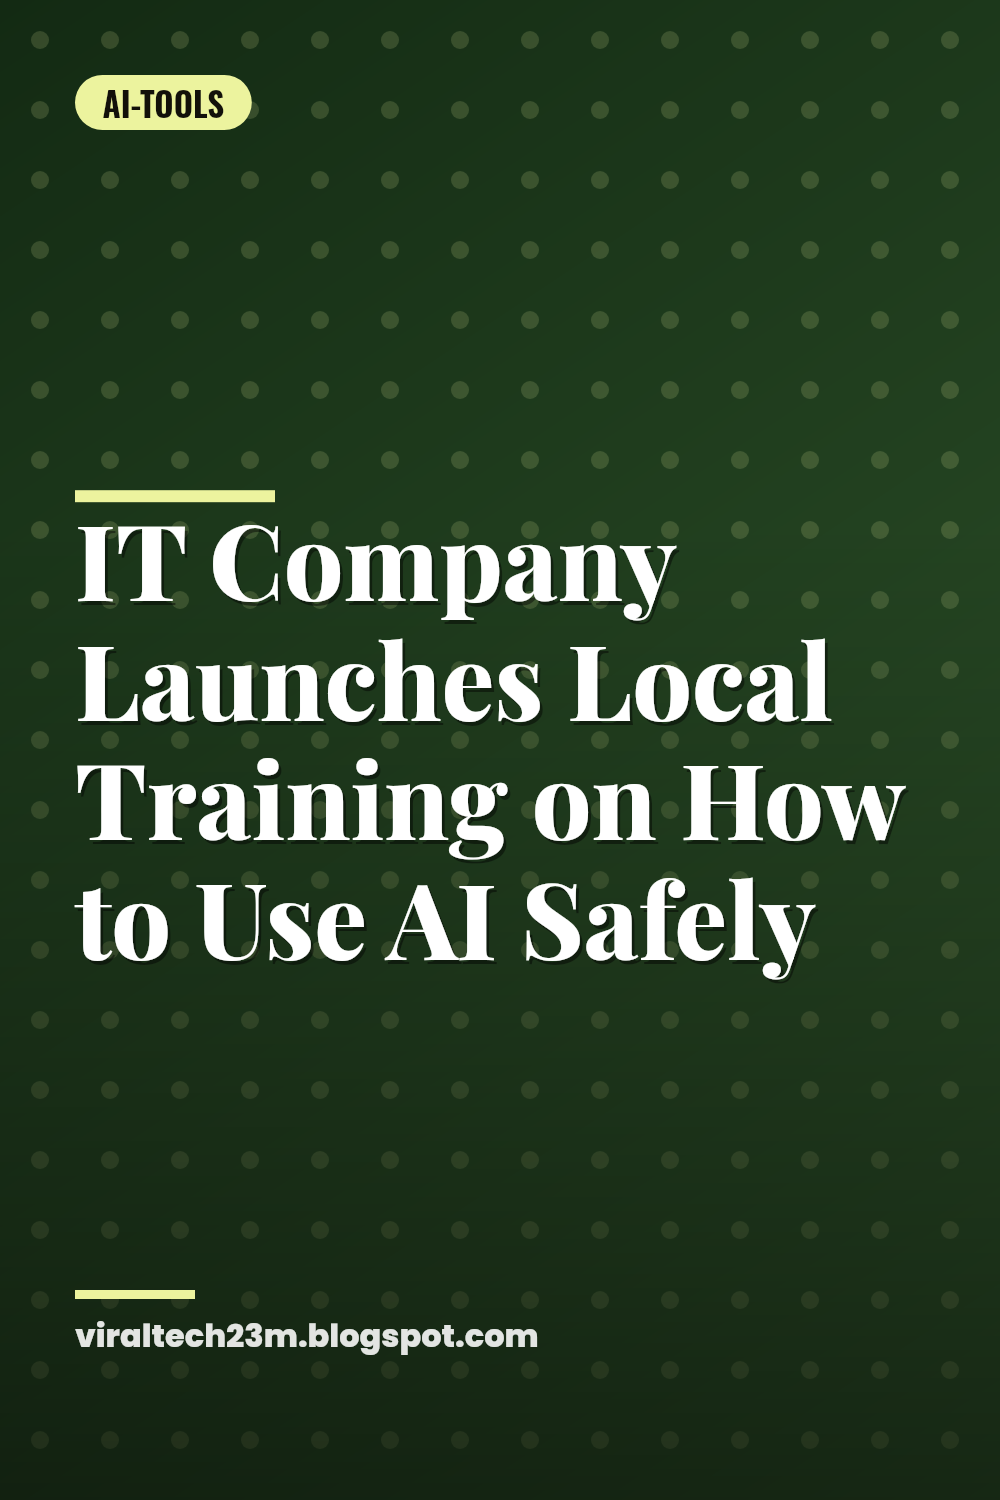 AI-TOOLS
IT Company
Launches Local
Training on How
to Use AI Safely
viraltech23m.blogspot.com